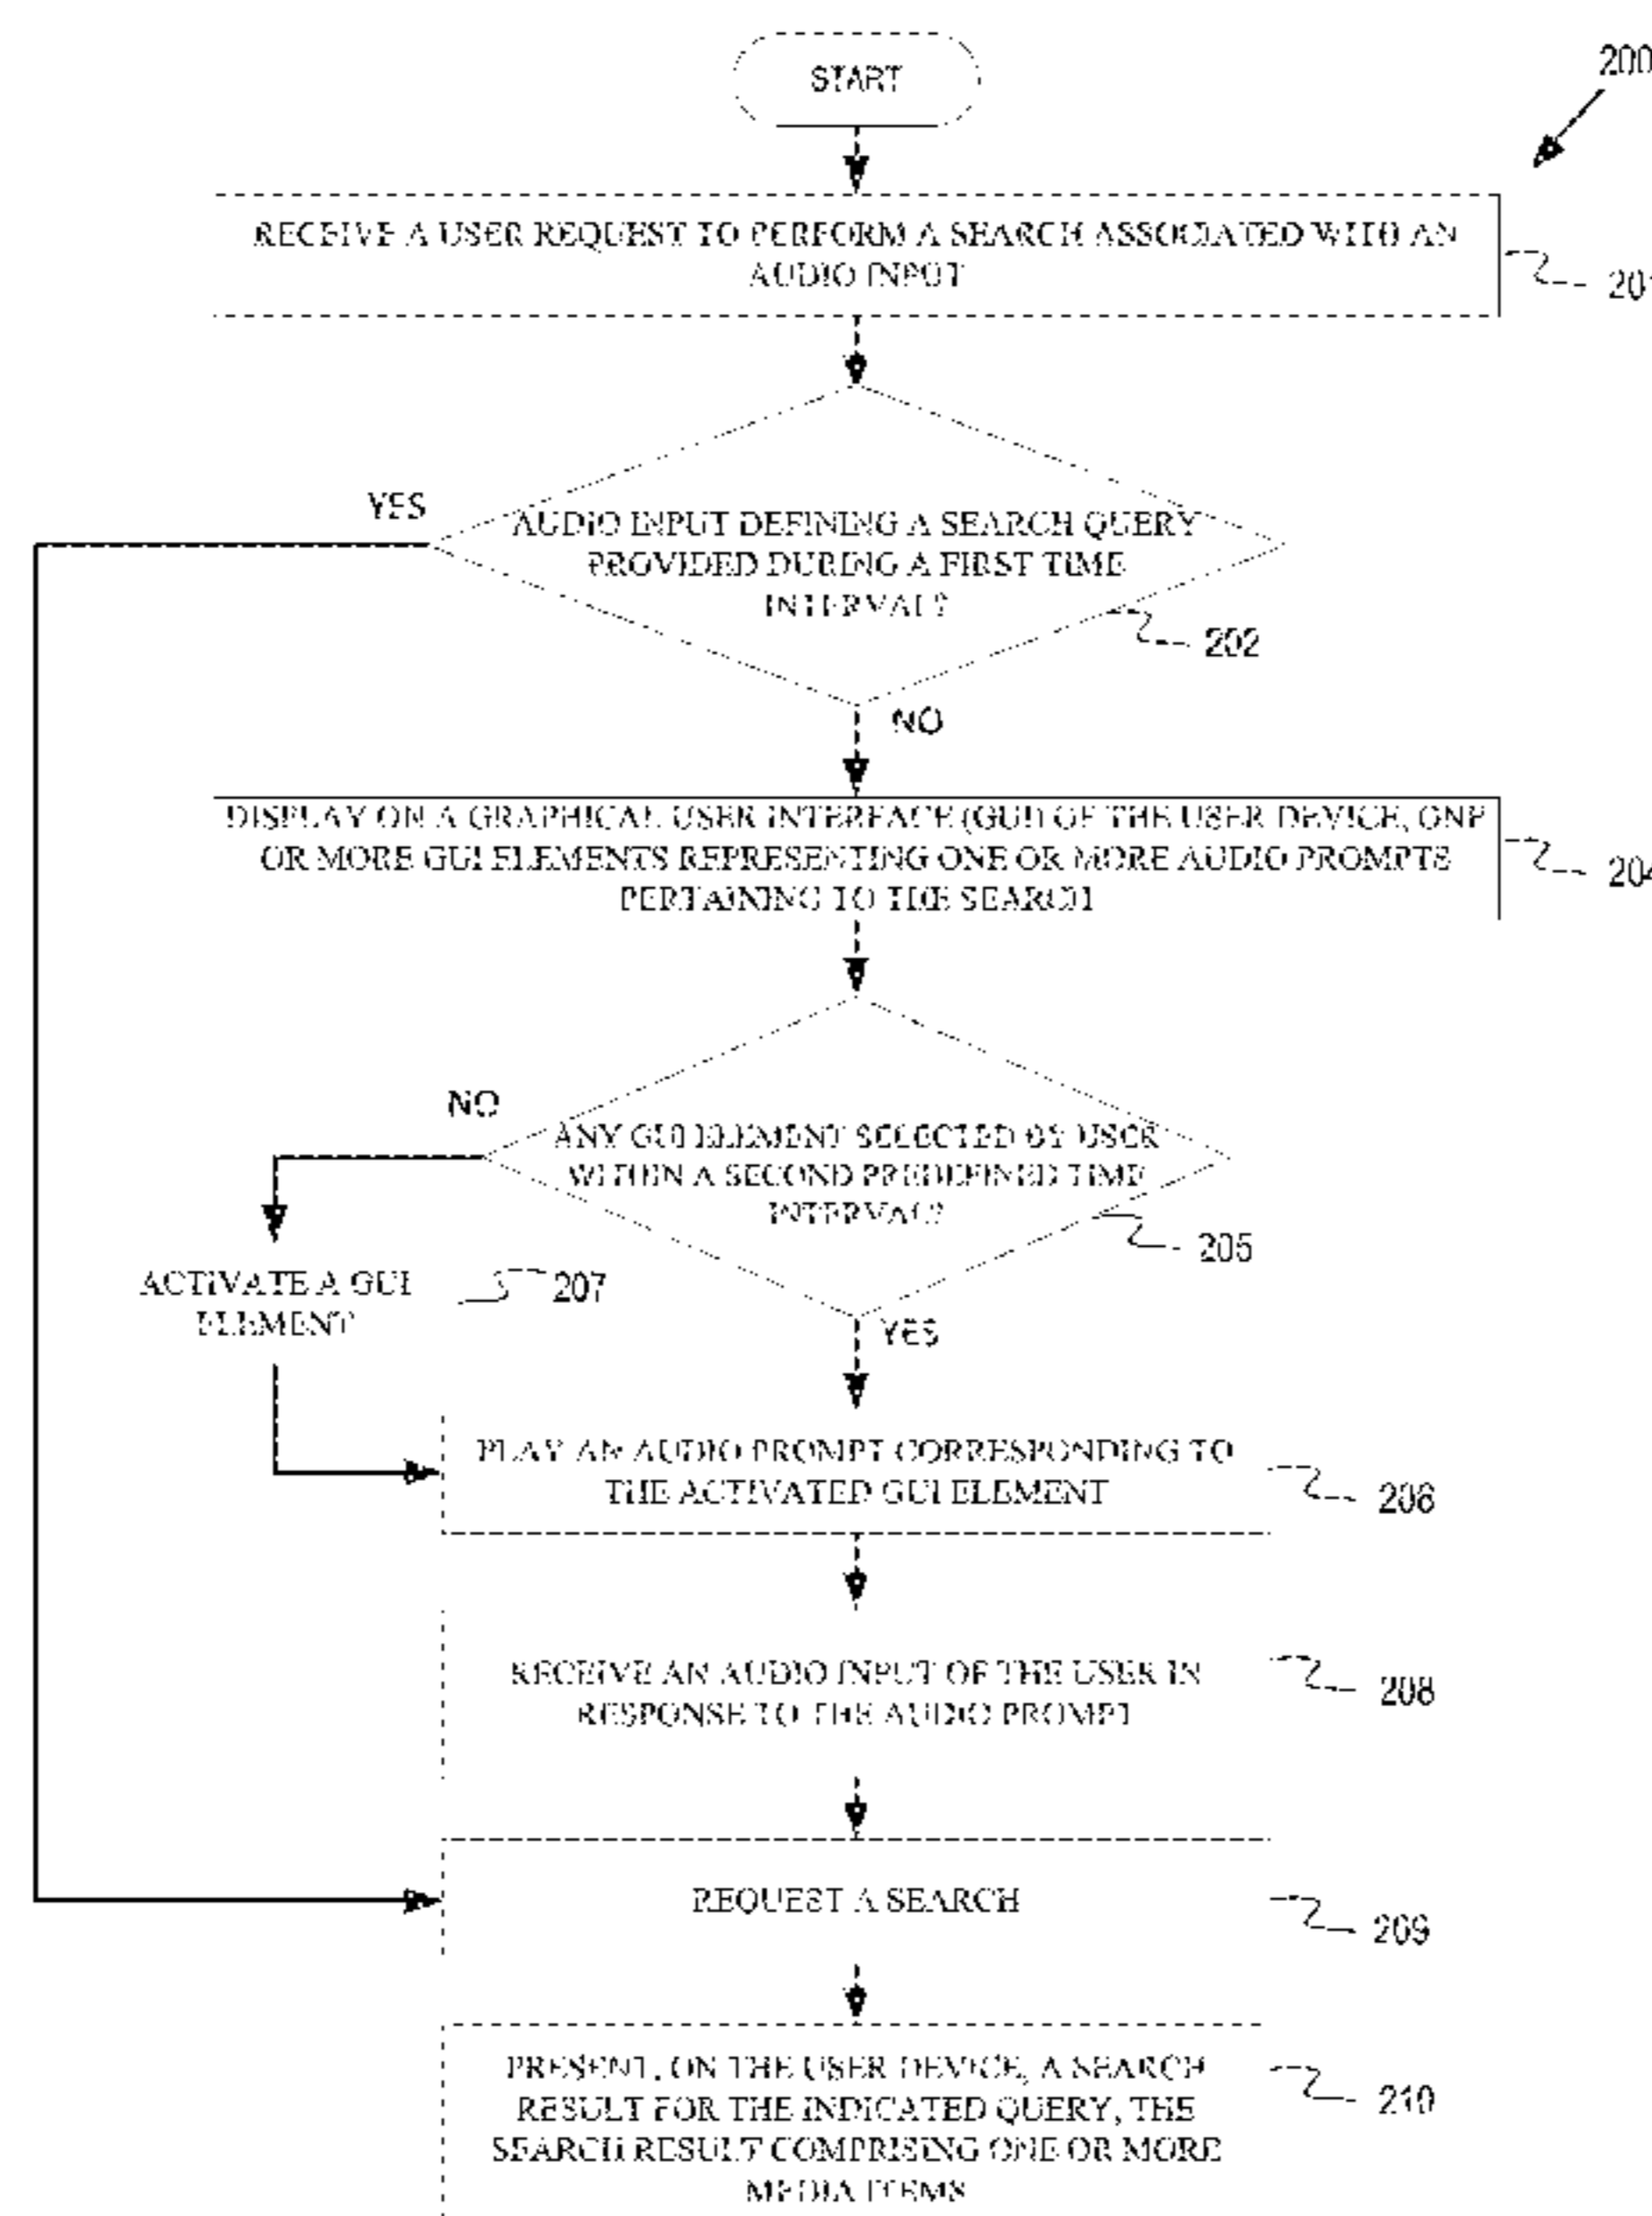 START
200
RECEIVE A USER REQUEST TO PERFORM A SEARCH ASSOCIATED WITH AN
AUDIO INPUT
201
YES
AUDIO INPUT DEFINING A SEARCH QUERY
PROVIDED DURING A FIRST TIME
INTERVAL?
202
NO
DISPLAY ON A GRAPHICAL USER INTERFACE (GUI) OF THE USER DEVICE, ONE
OR MORE GUI ELEMENTS REPRESENTING ONE OR MORE AUDIO PROMPTS
PERTAINING TO THE SEARCH
204
NO
ANY GUI ELEMENT SELECTED BY USER
WITHIN A SECOND PREDEFINED TIME
INTERVAL?
205
ACTIVATE A GUI
ELEMENT
207
YES
PLAY AN AUDIO PROMPT CORRESPONDING TO
THE ACTIVATED GUI ELEMENT
206
RECEIVE AN AUDIO INPUT OF THE USER IN
RESPONSE TO THE AUDIO PROMPT
208
REQUEST A SEARCH
209
PRESENT, ON THE USER DEVICE, A SEARCH
RESULT FOR THE INDICATED QUERY, THE
SEARCH RESULT COMPRISING ONE OR MORE
MEDIA ITEMS
210